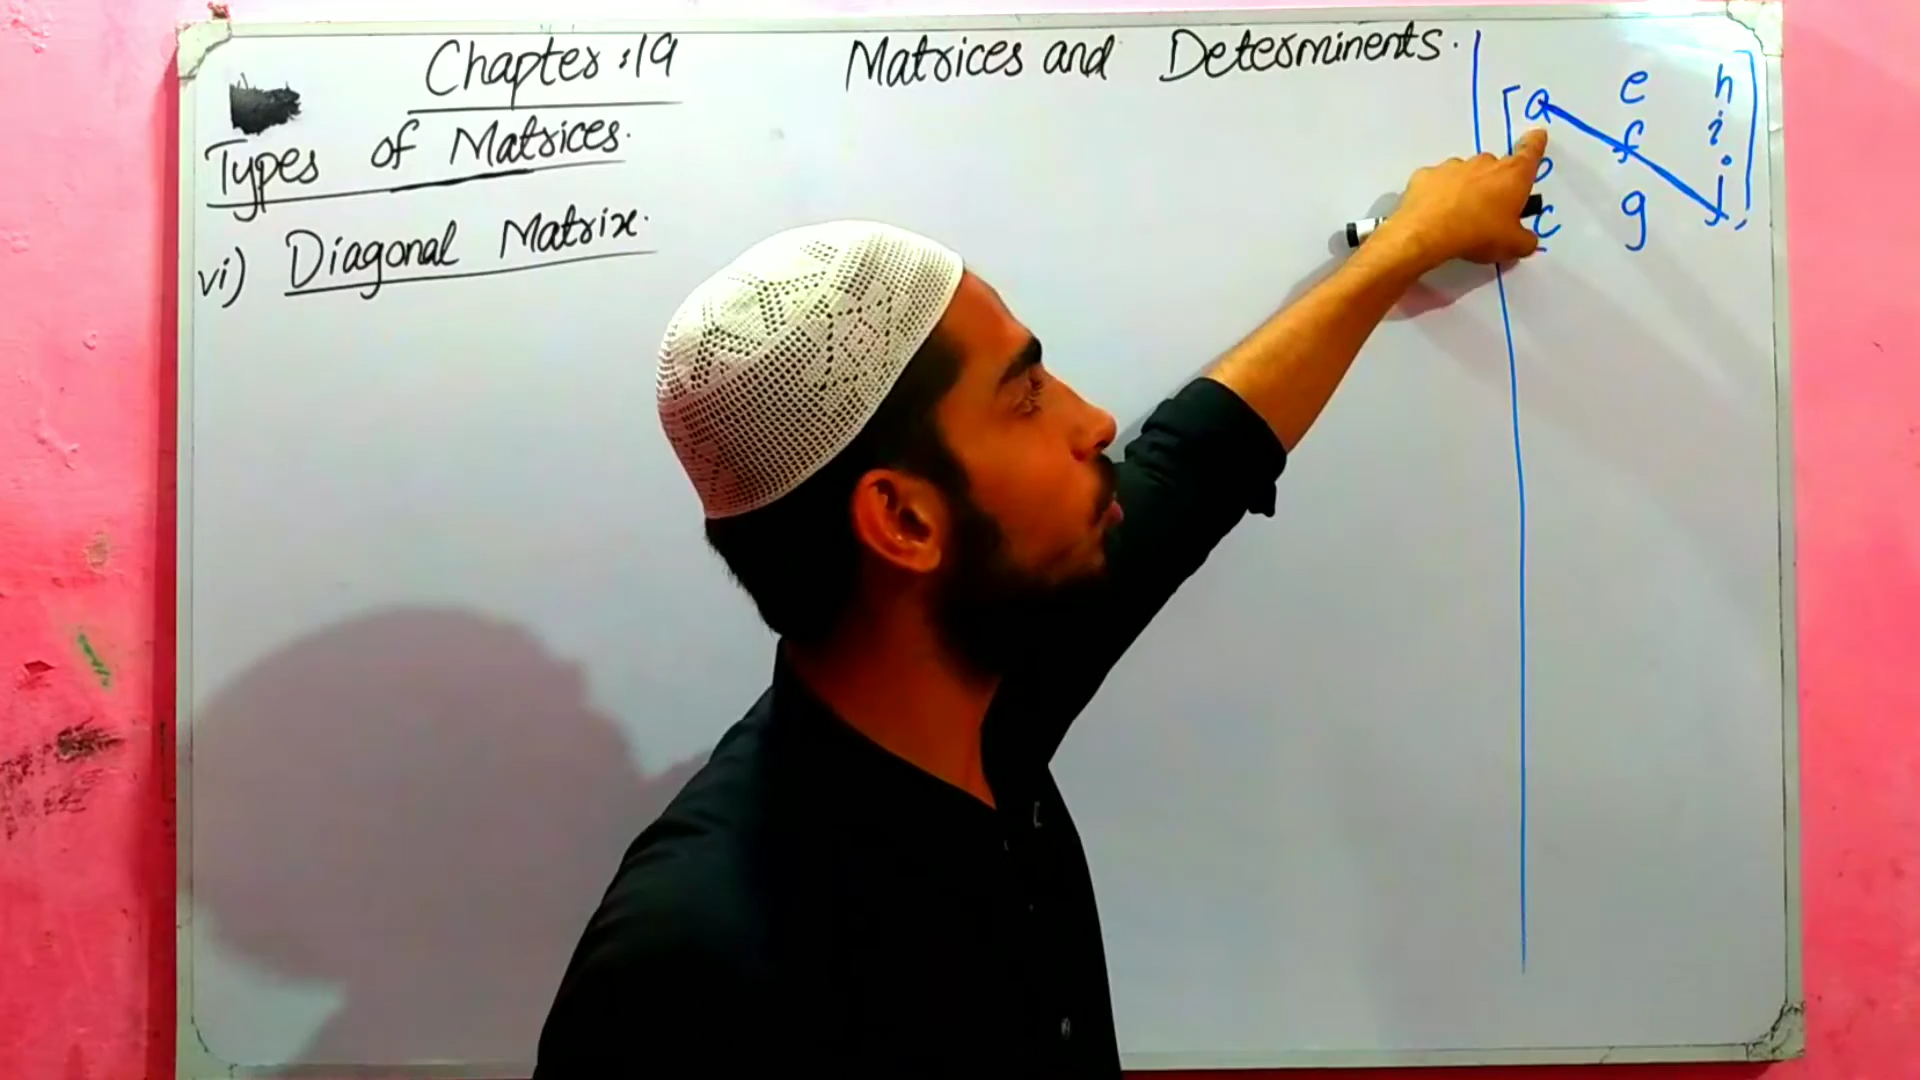 Chapter :19 Matrices and Determinents.
Types of Matrices.
vi) Diagonal Matrix.
a e h
b f i
c g j